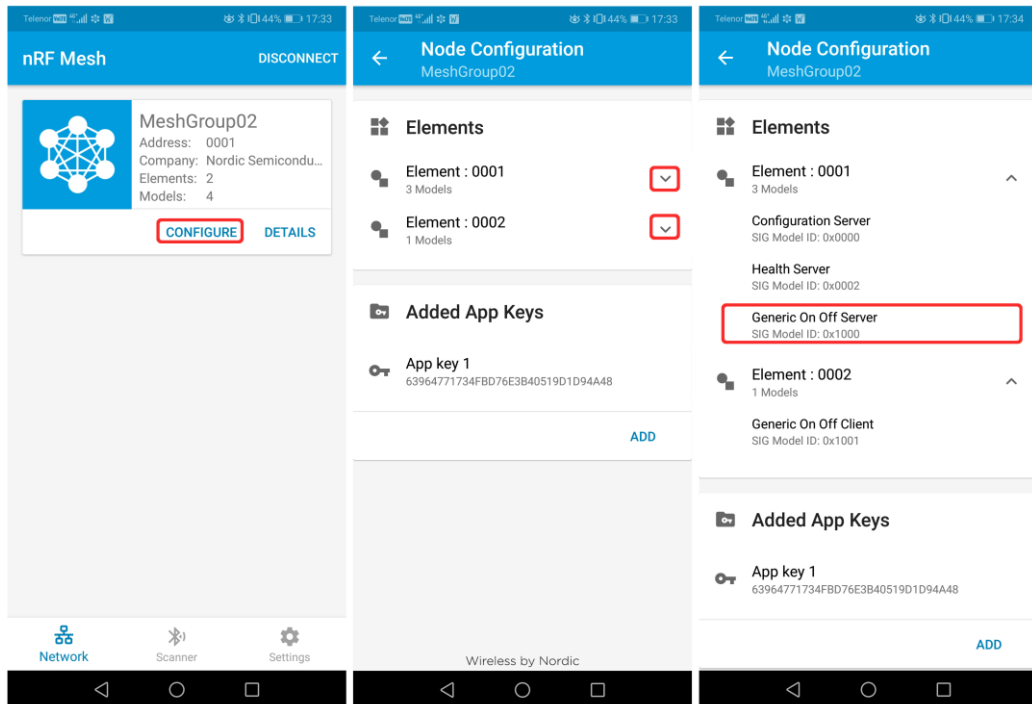 Telenor 44% 17:33
nRF Mesh
DISCONNECT
MeshGroup02
Address: 0001
Company: Nordic Semicondu...
Elements: 2
Models: 4
CONFIGURE
DETAILS
Network
Scanner
Settings
Telenor 44% 17:33
Node Configuration
MeshGroup02
Elements
Element : 0001
3 Models
Element : 0002
1 Models
Added App Keys
App key 1
63964771734FBD76E3B40519D1D94A48
ADD
Wireless by Nordic
Telenor 44% 17:34
Node Configuration
MeshGroup02
Elements
Element : 0001
3 Models
Configuration Server
SIG Model ID: 0x0000
Health Server
SIG Model ID: 0x0002
Generic On Off Server
SIG Model ID: 0x1000
Element : 0002
1 Models
Generic On Off Client
SIG Model ID: 0x1001
Added App Keys
App key 1
63964771734FBD76E3B40519D1D94A48
ADD